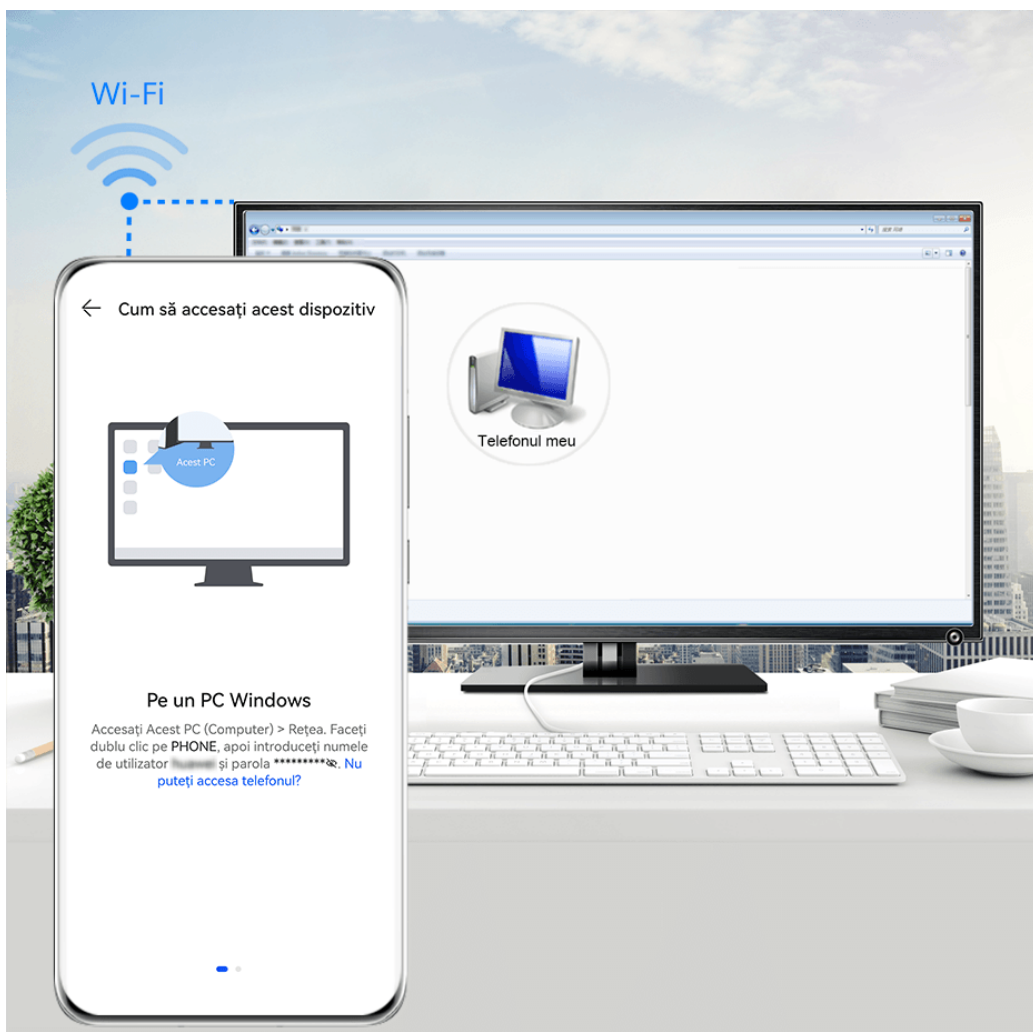 Wi-Fi
Cum să accesați acest dispozitiv
Acest PC
Telefonul meu
Pe un PC Windows
Accesați Acest PC (Computer) > Rețea. Faceți
dublu clic pe PHONE, apoi introduceți numele
de utilizator și parola *********. Nu
puteți accesa telefonul?